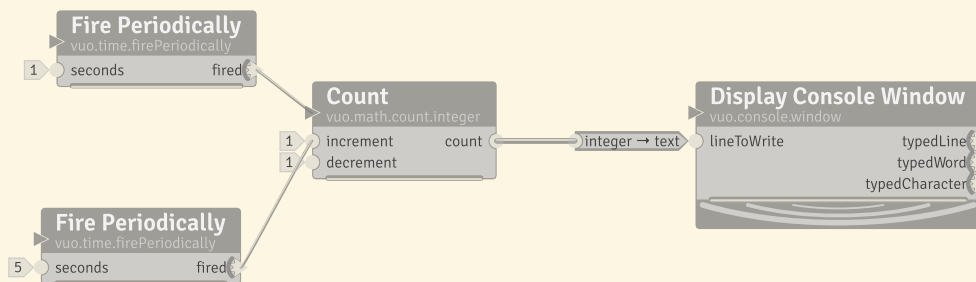 Fire Periodically
vuo.time.firePeriodically
1 seconds fired
Count
vuo.math.count.integer
1 increment count
1 decrement
integer → text
Display Console Window
vuo.console.window
lineToWrite typedLine
typedWord
typedCharacter
Fire Periodically
vuo.time.firePeriodically
5 seconds fired